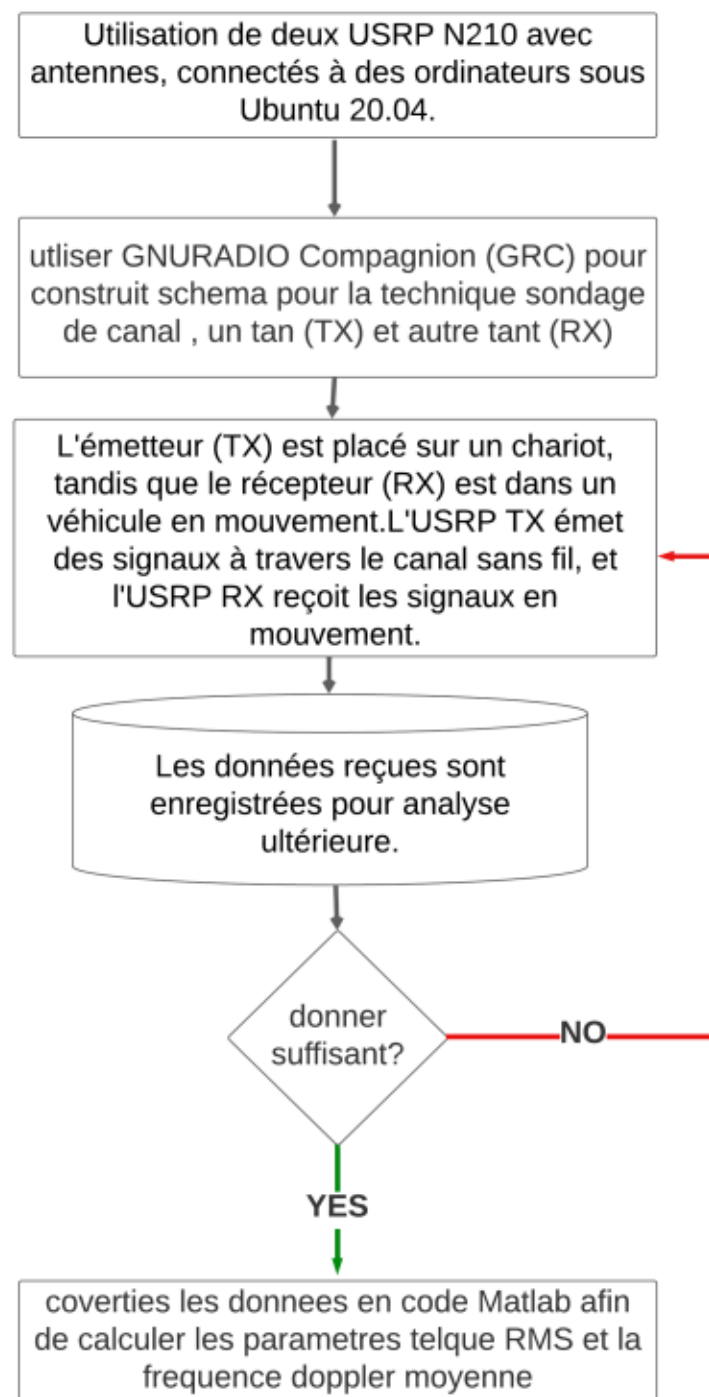 Utilisation de deux USRP N210 avec
antennes, connectés à des ordinateurs sous
Ubuntu 20.04.
utliser GNURADIO Compagnion (GRC) pour
construit schema pour la technique sondage
de canal , un tan (TX) et autre tant (RX)
L'émetteur (TX) est placé sur un chariot,
tandis que le récepteur (RX) est dans un
véhicule en mouvement.L'USRP TX émet
des signaux à travers le canal sans fil, et
l'USRP RX reçoit les signaux en
mouvement.
Les données reçues sont
enregistrées pour analyse
ultérieure.
donner
suffisant?
NO
YES
coverties les donnees en code Matlab afin
de calculer les parametres telque RMS et la
frequence doppler moyenne